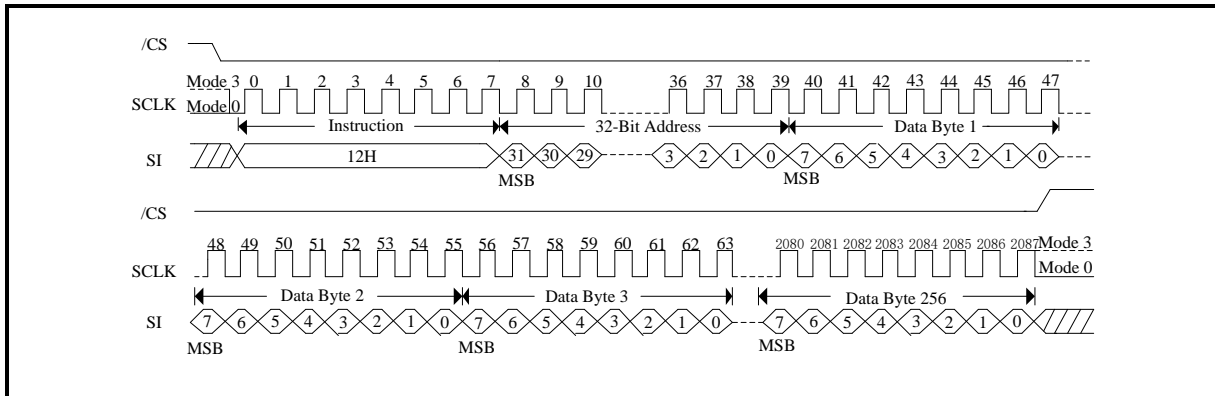 /CS
Mode 3 0 1 2 3 4 5 6 7 8 9 10 36 37 38 39 40 41 42 43 44 45 46 47
SCLK
Mode 0
Instruction 32-Bit Address Data Byte 1
SI 12H 31 30 29 3 2 1 0 7 6 5 4 3 2 1 0
MSB MSB
/CS
48 49 50 51 52 53 54 55 56 57 58 59 60 61 62 63 2080 2081 2082 2083 2084 2085 2086 2087 Mode 3
SCLK Mode 0
Data Byte 2 Data Byte 3 Data Byte 256
SI 7 6 5 4 3 2 1 0 7 6 5 4 3 2 1 0 7 6 5 4 3 2 1 0
MSB MSB MSB